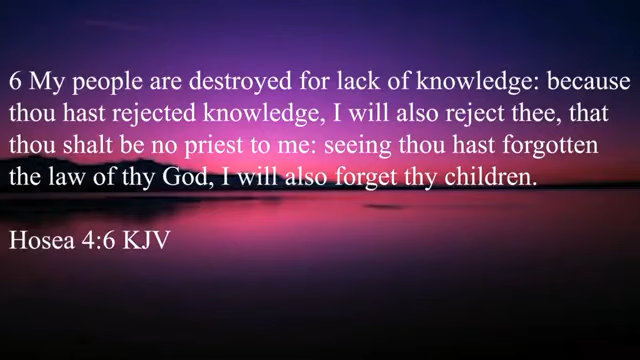 6 My people are destroyed for lack of knowledge: because
thou hast rejected knowledge, I will also reject thee, that
thou shalt be no priest to me: seeing thou hast forgotten
the law of thy God, I will also forget thy children.
Hosea 4:6 KJV